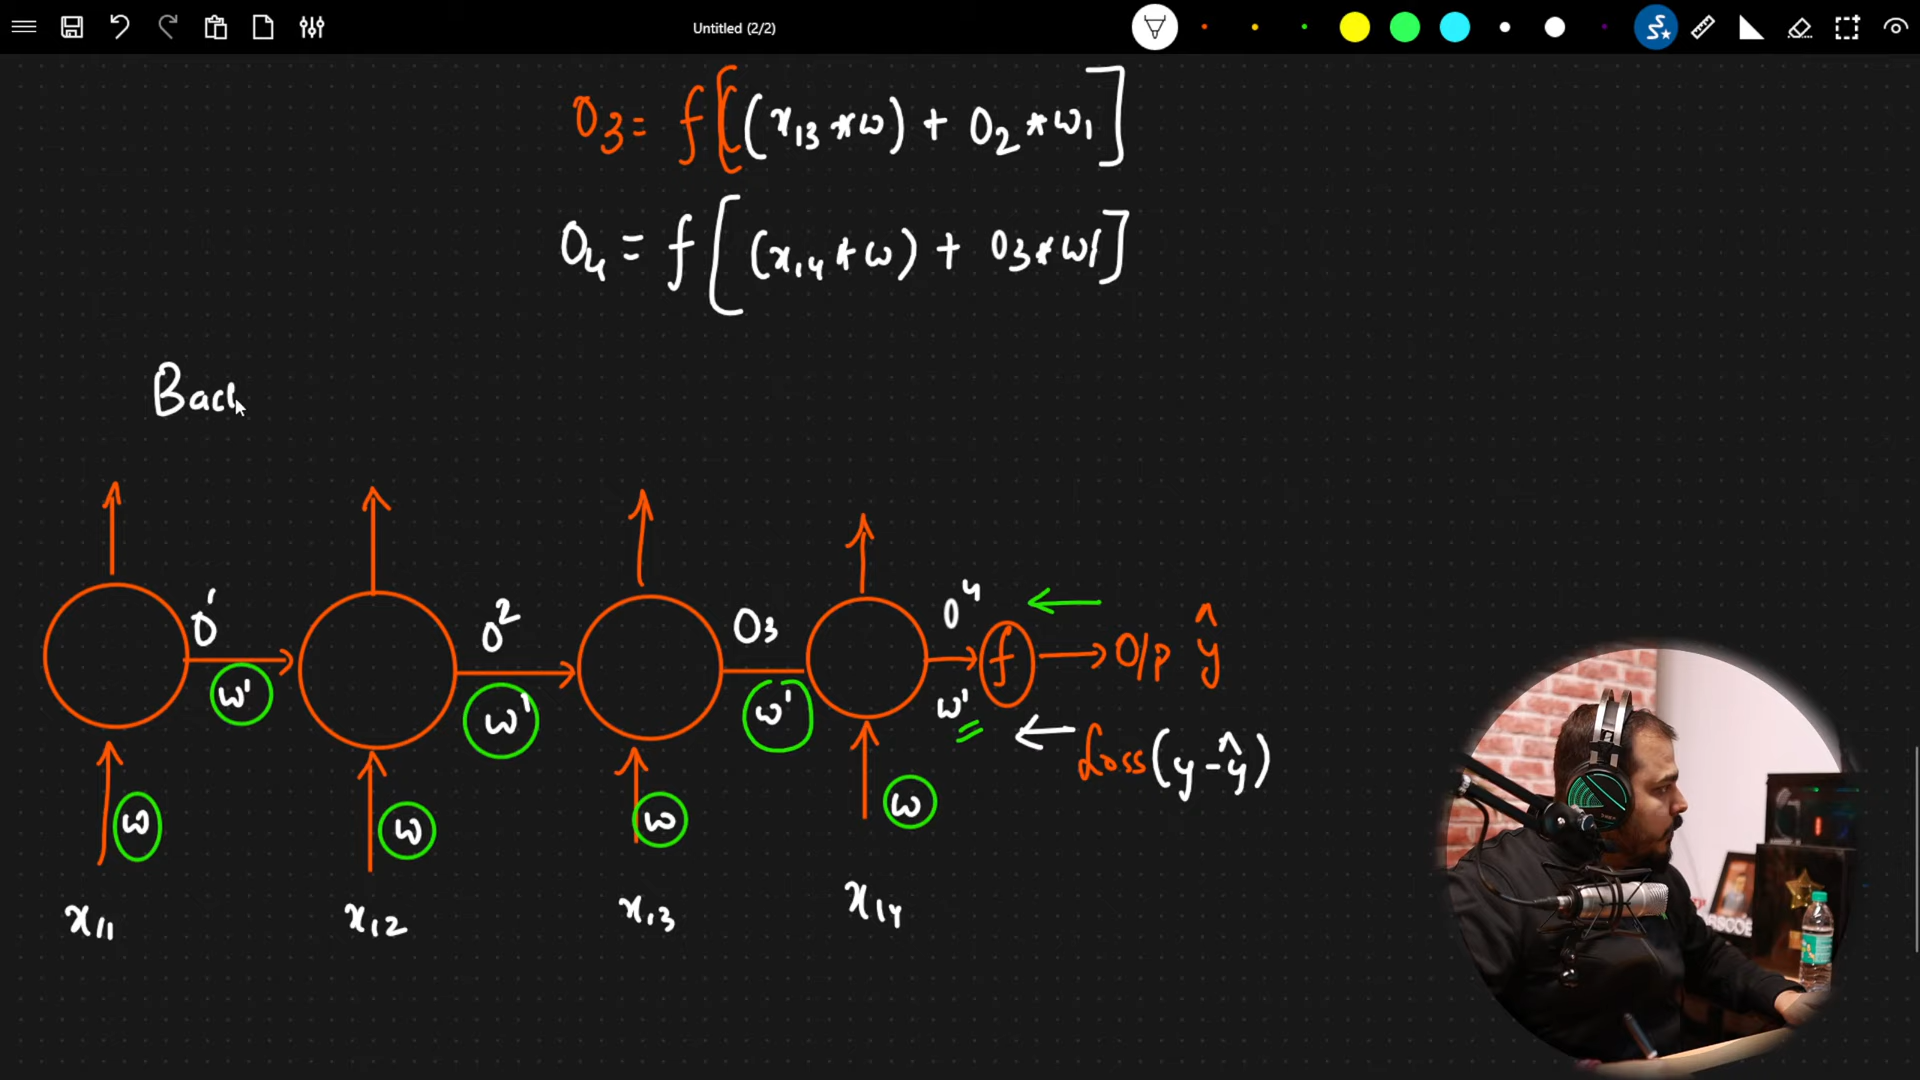 Untitled (2/2)
O3 = f[(x13 * w) + O2 * w1]
O4 = f[(x14 * w) + O3 * w1]
Back
O' O² O3 O⁴
w' w' w' w'
f O/p ŷ
Loss(y - ŷ)
w w w w
x11 x12 x13 x14